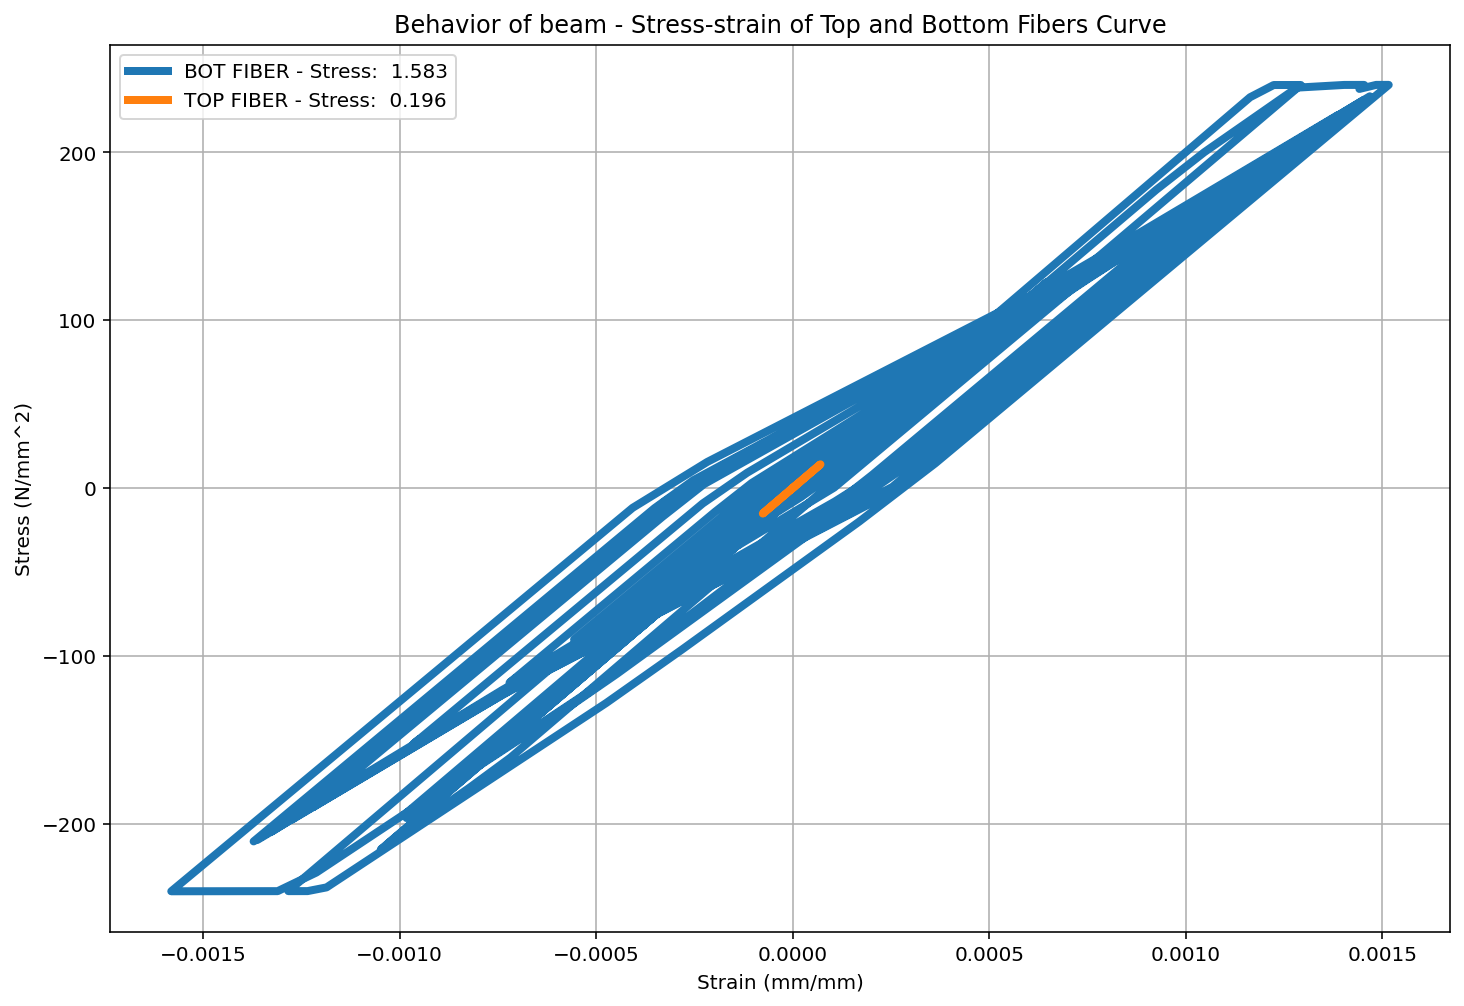 Behavior of beam - Stress-strain of Top and Bottom Fibers Curve
BOT FIBER - Stress:  1.583
TOP FIBER - Stress:  0.196
200
100
0
−100
−200
Stress (N/mm^2)
−0.0015
−0.0010
−0.0005
0.0000
0.0005
0.0010
0.0015
Strain (mm/mm)